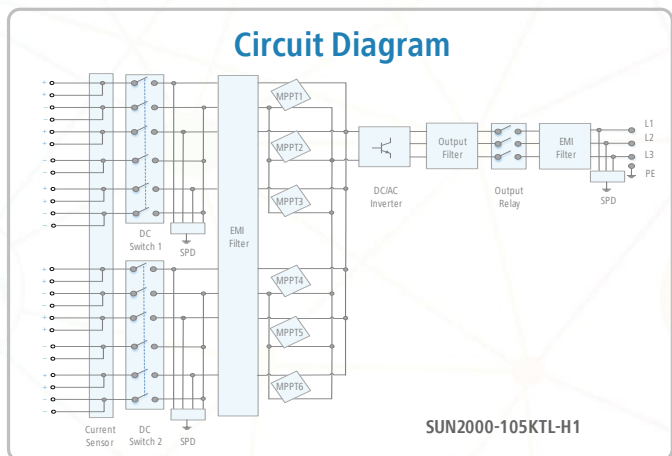 Circuit Diagram
MPPT1
MPPT2
MPPT3
MPPT4
MPPT5
MPPT6
DC
Switch 1
SPD
EMI
Filter
DC/AC
Inverter
Output
Filter
Output
Relay
EMI
Filter
L1
L2
L3
PE
SPD
Current
Sensor
DC
Switch 2
SPD
SUN2000-105KTL-H1